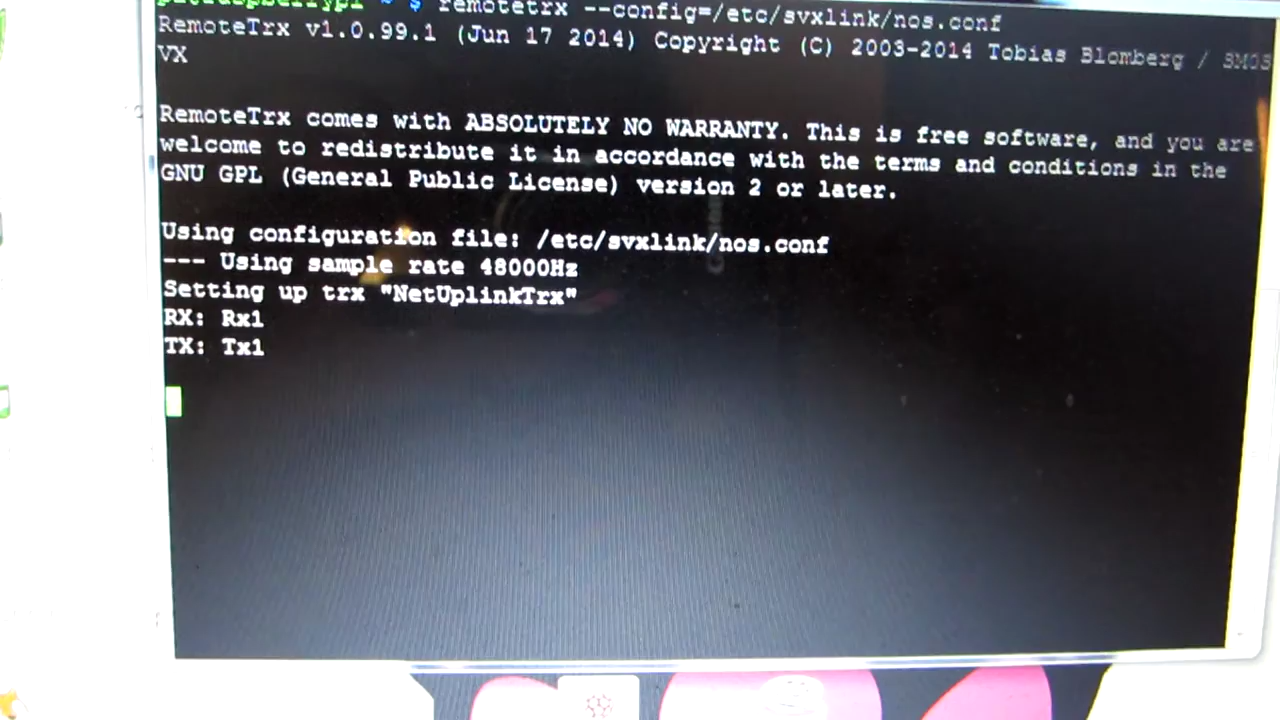 pi@raspberrypi ~ $ remotetrx --config=/etc/svxlink/nos.conf
RemoteTrx v1.0.99.1 (Jun 17 2014) Copyright (C) 2003-2014 Tobias Blomberg / SM0S
VX
RemoteTrx comes with ABSOLUTELY NO WARRANTY. This is free software, and you are
welcome to redistribute it in accordance with the terms and conditions in the
GNU GPL (General Public License) version 2 or later.
Using configuration file: /etc/svxlink/nos.conf
--- Using sample rate 48000Hz
Setting up trx "NetUplinkTrx"
RX: Rx1
TX: Tx1